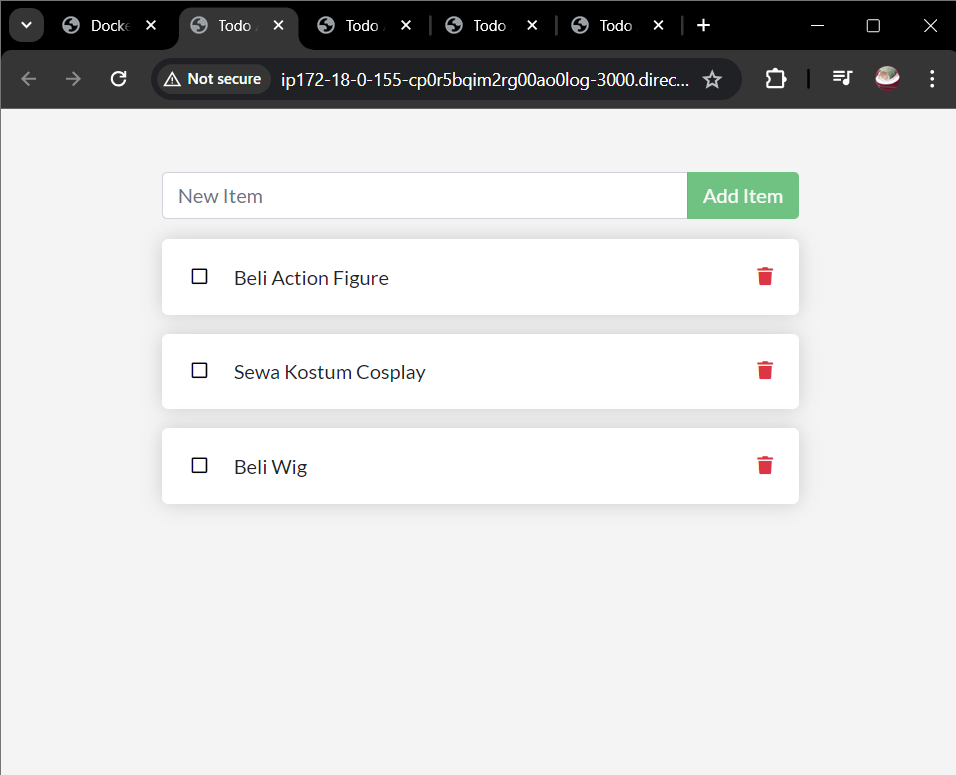 Docke
Todo
Todo
Todo
Todo
Not secure
ip172-18-0-155-cp0r5bqim2rg00ao0log-3000.direc...
New Item
Add Item
Beli Action Figure
Sewa Kostum Cosplay
Beli Wig